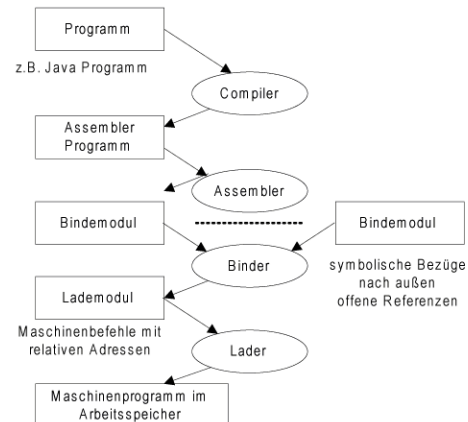 Programm
z.B. Java Programm
Compiler
Assembler
Programm
Assembler
Bindemodul
Bindemodul
Binder
symbolische Bezüge
nach außen
offene Referenzen
Lademodul
Maschinenbefehle mit
relativen Adressen
Lader
Maschinenprogramm im
Arbeitsspeicher